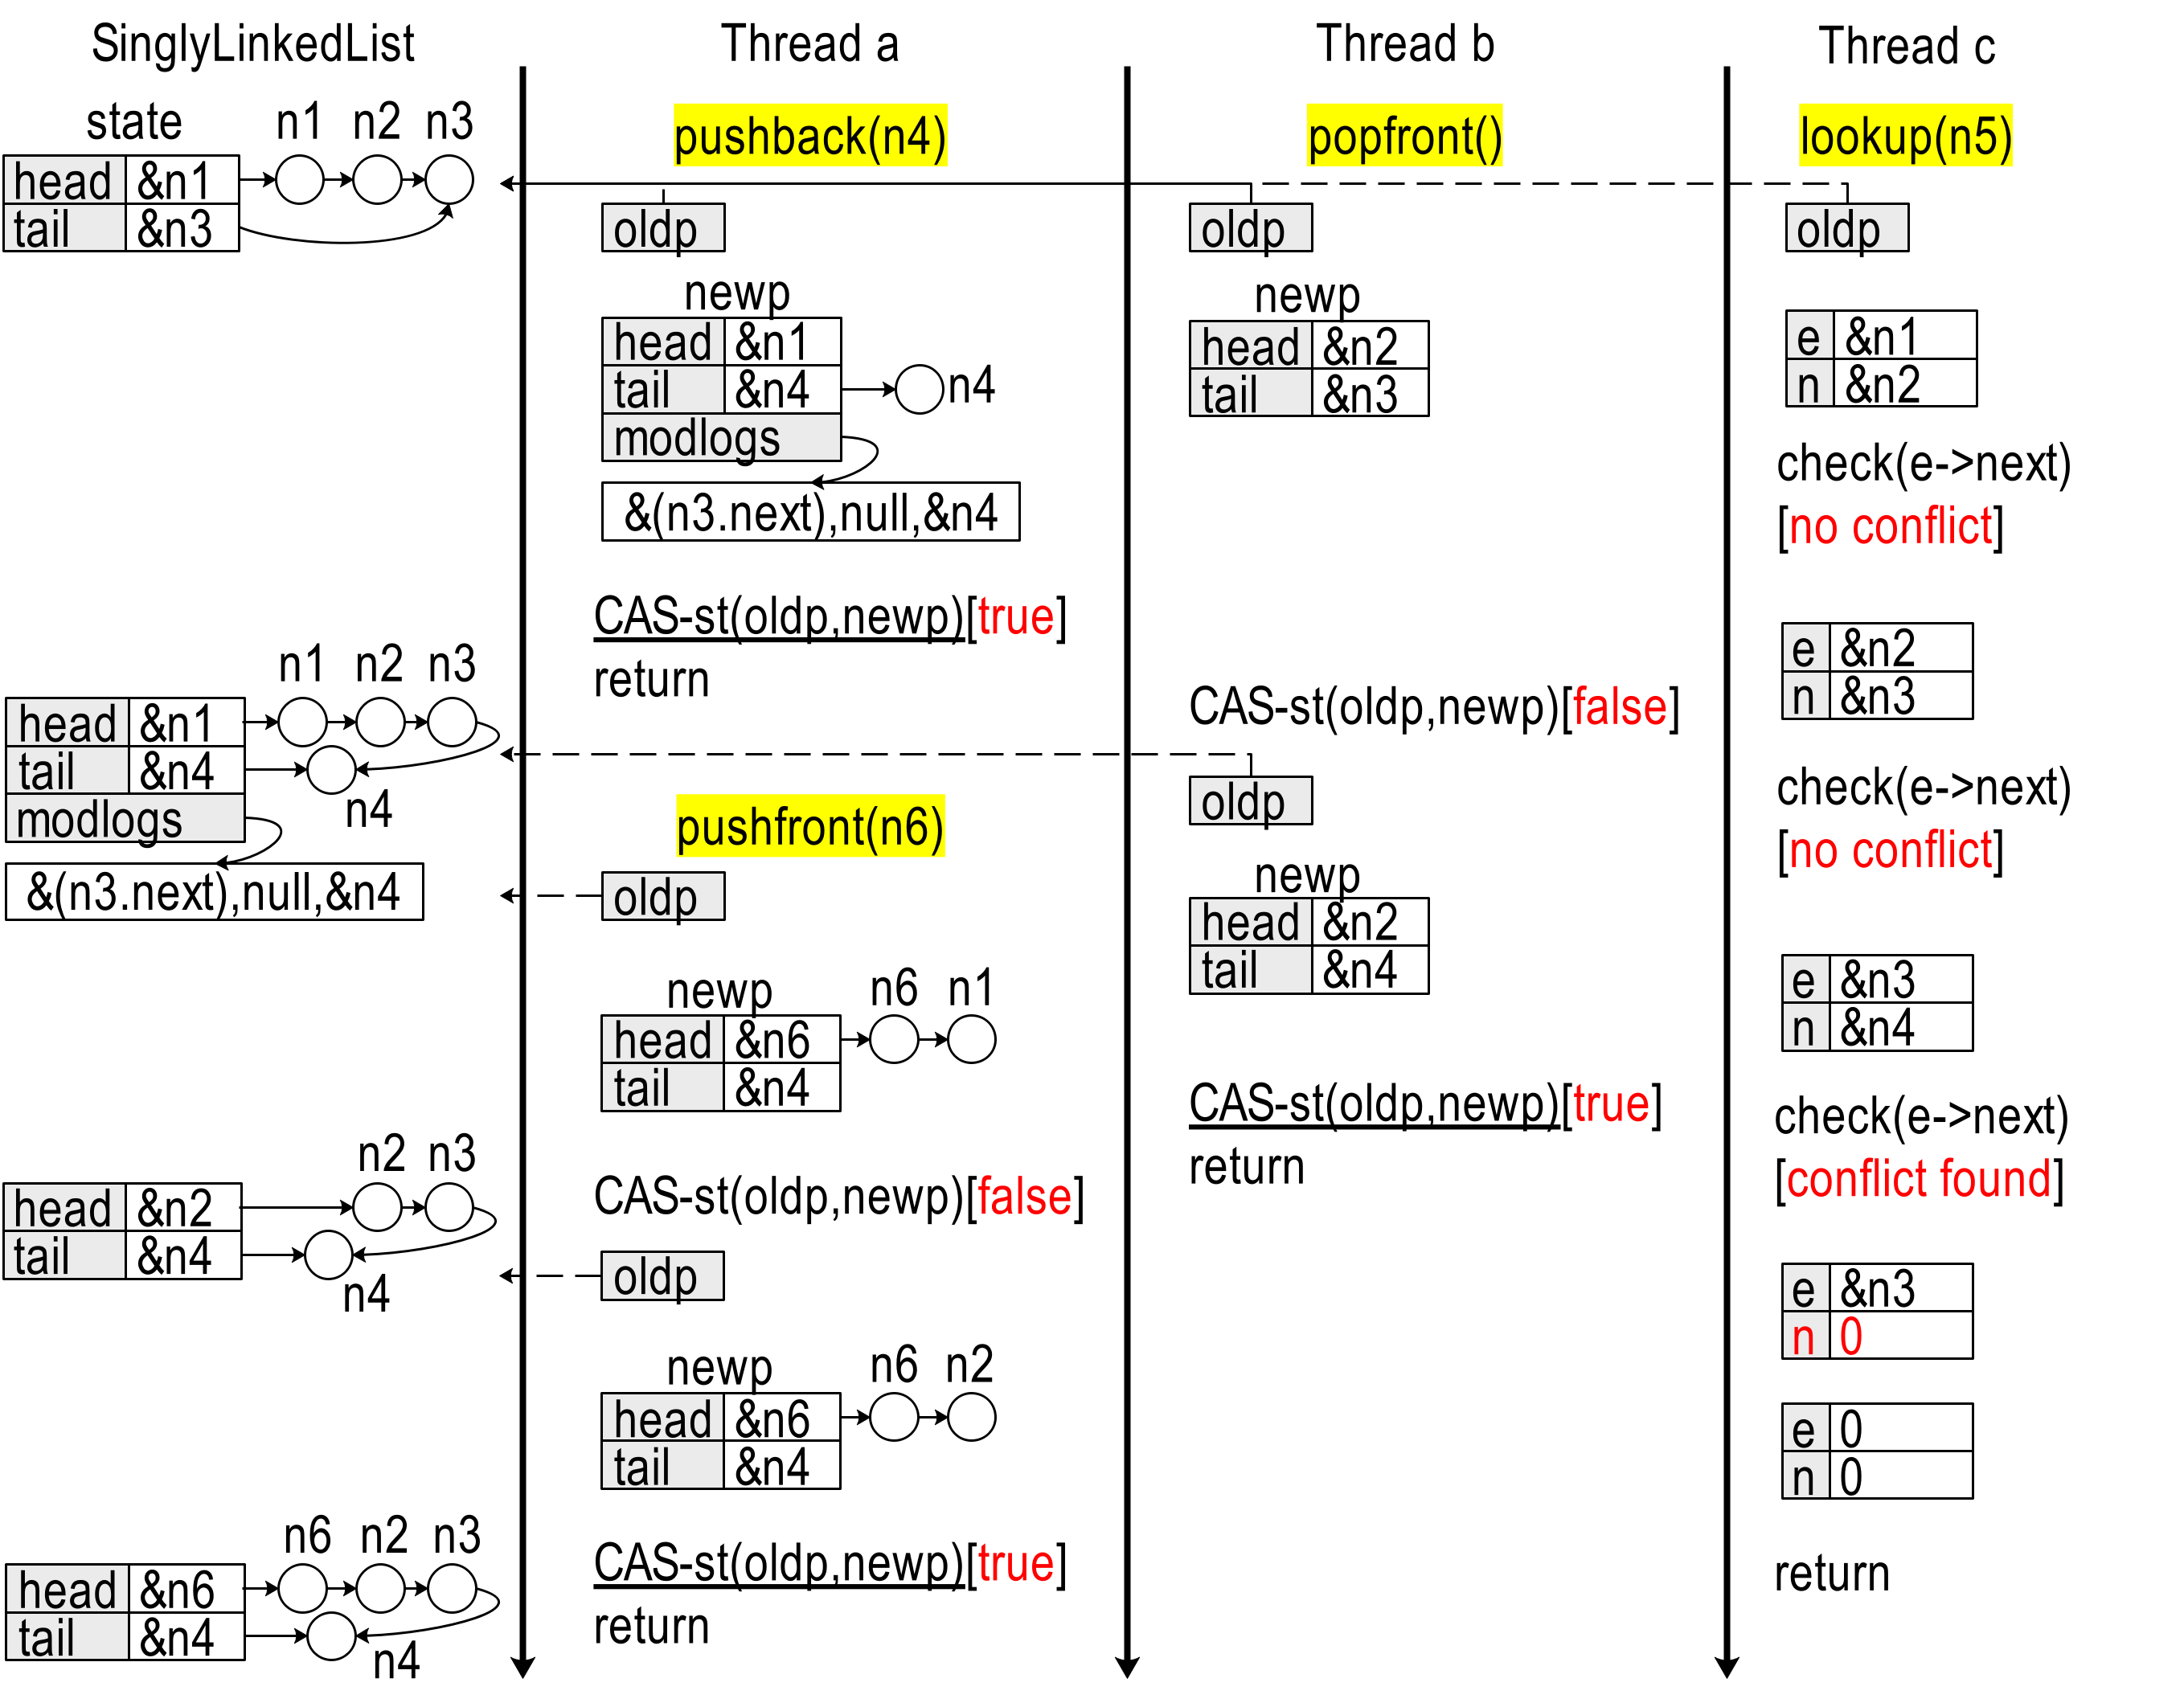 SinglyLinkedList
state
n1 n2 n3
head &n1
tail &n3
n1 n2 n3
head &n1
tail &n4
modlogs
n4
&(n3.next),null,&n4
n2 n3
head &n2
tail &n4
n4
n6 n2 n3
head &n6
tail &n4
n4
Thread a
pushback(n4)
oldp
newp
head &n1
tail &n4
n4
modlogs
&(n3.next),null,&n4
CAS-st(oldp,newp)[true]
return
pushfront(n6)
oldp
newp
n6 n1
head &n6
tail &n4
CAS-st(oldp,newp)[false]
oldp
newp
n6 n2
head &n6
tail &n4
CAS-st(oldp,newp)[true]
return
Thread b
popfront()
oldp
newp
head &n2
tail &n3
CAS-st(oldp,newp)[false]
oldp
newp
head &n2
tail &n4
CAS-st(oldp,newp)[true]
return
Thread c
lookup(n5)
oldp
e &n1
n &n2
check(e->next)
[no conflict]
e &n2
n &n3
check(e->next)
[no conflict]
e &n3
n &n4
check(e->next)
[conflict found]
e &n3
n 0
e 0
n 0
return